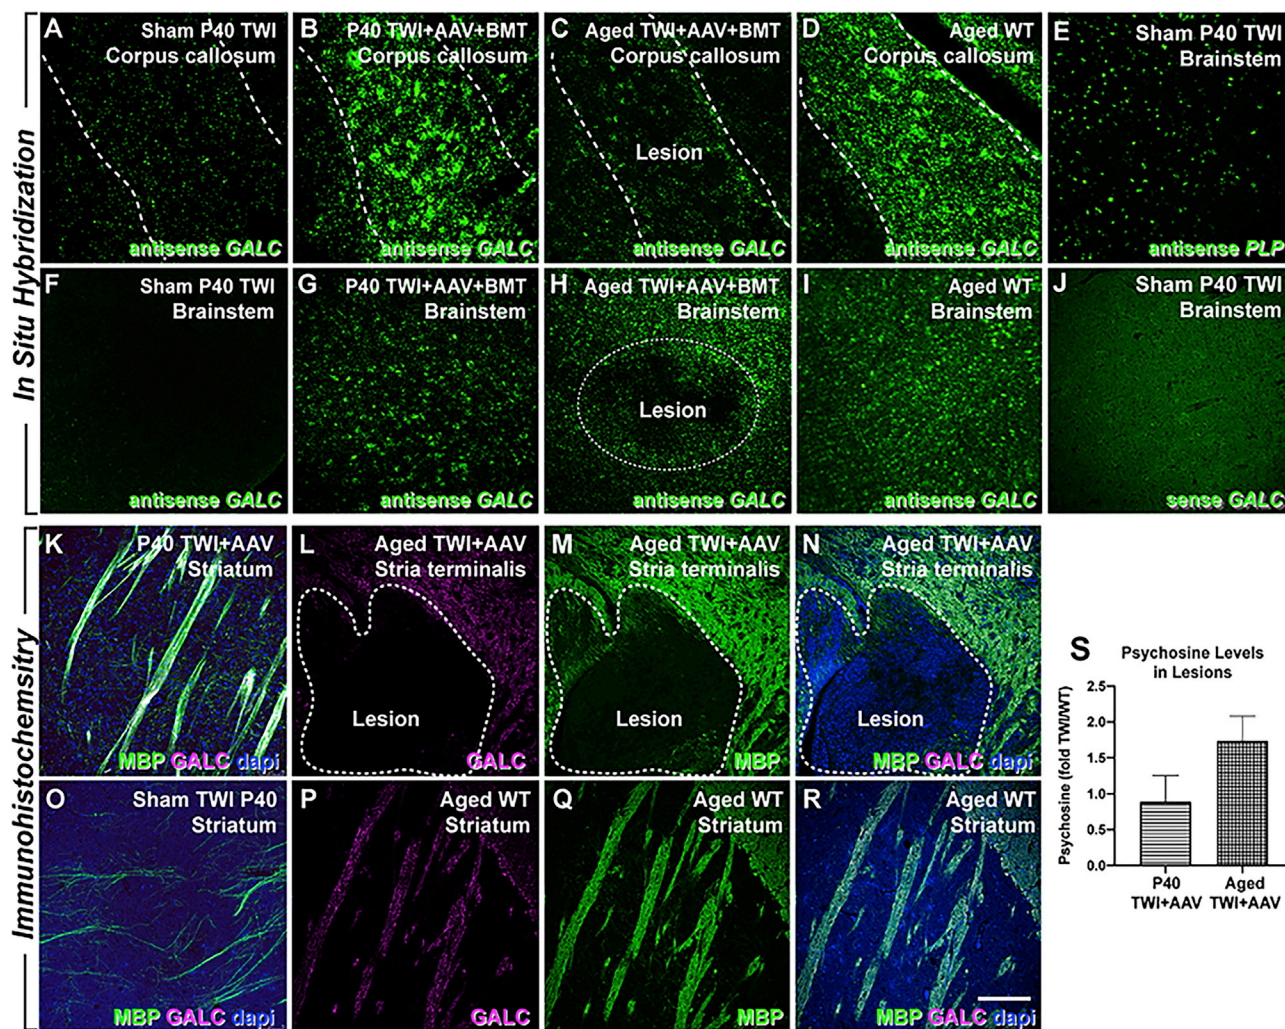 In Situ Hybridization
A Sham P40 TWI
Corpus callosum
antisense GALC
B P40 TWI+AAV+BMT
Corpus callosum
antisense GALC
C Aged TWI+AAV+BMT
Corpus callosum
Lesion
antisense GALC
D Aged WT
Corpus callosum
antisense GALC
E Sham P40 TWI
Brainstem
antisense PLP
F Sham P40 TWI
Brainstem
antisense GALC
G P40 TWI+AAV+BMT
Brainstem
antisense GALC
H Aged TWI+AAV+BMT
Brainstem
Lesion
antisense GALC
I Aged WT
Brainstem
antisense GALC
J Sham P40 TWI
Brainstem
sense GALC
Immunohistochemsitry
K P40 TWI+AAV
Striatum
MBP GALC dapi
L Aged TWI+AAV
Stria terminalis
Lesion
GALC
M Aged TWI+AAV
Stria terminalis
Lesion
MBP
N Aged TWI+AAV
Stria terminalis
Lesion
MBP GALC dapi
O Sham TWI P40
Striatum
MBP GALC dapi
P Aged WT
Striatum
GALC
Q Aged WT
Striatum
MBP
R Aged WT
Striatum
MBP GALC dapi
S Psychosine Levels
in Lesions
Psychosine (fold TWI/WT)
2.5
2.0
1.5
1.0
0.5
0.0
P40
TWI+AAV
Aged
TWI+AAV